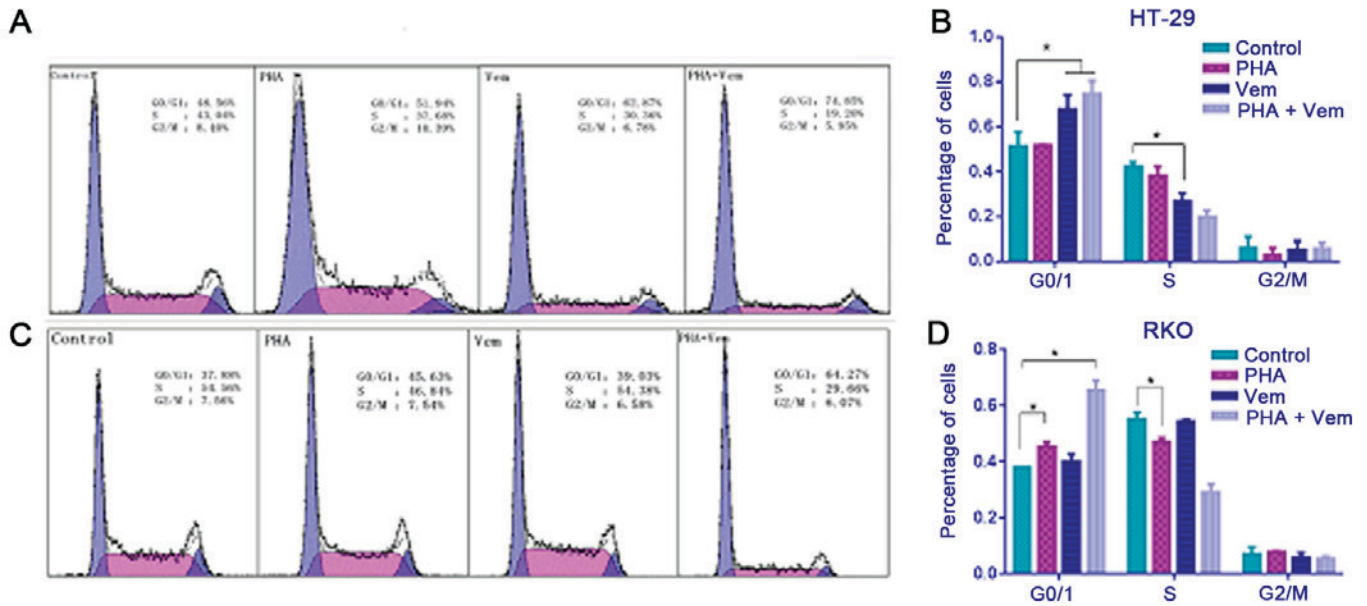 A
Control
G0/G1: 48.56%
S : 43.04%
G2/M : 8.40%
PHA
G0/G1: 51.94%
S : 37.68%
G2/M : 10.39%
Vem
G0/G1: 62.87%
S : 30.36%
G2/M : 6.78%
PHA+Vem
G0/G1: 74.85%
S : 19.20%
G2/M : 5.95%
B
HT-29
Percentage of cells
1.0
0.8
0.6
0.4
0.2
0.0
* *
Control
PHA
Vem
PHA + Vem
G0/1 S G2/M
C
Control
G0/G1: 37.88%
S : 54.56%
G2/M : 7.56%
PHA
G0/G1: 45.63%
S : 46.84%
G2/M : 7.54%
Vem
G0/G1: 39.03%
S : 54.38%
G2/M : 6.58%
PHA+Vem
G0/G1: 64.27%
S : 29.66%
G2/M : 6.07%
D
RKO
Percentage of cells
0.8
0.6
0.4
0.2
0.0
* * *
Control
PHA
Vem
PHA + Vem
G0/1 S G2/M